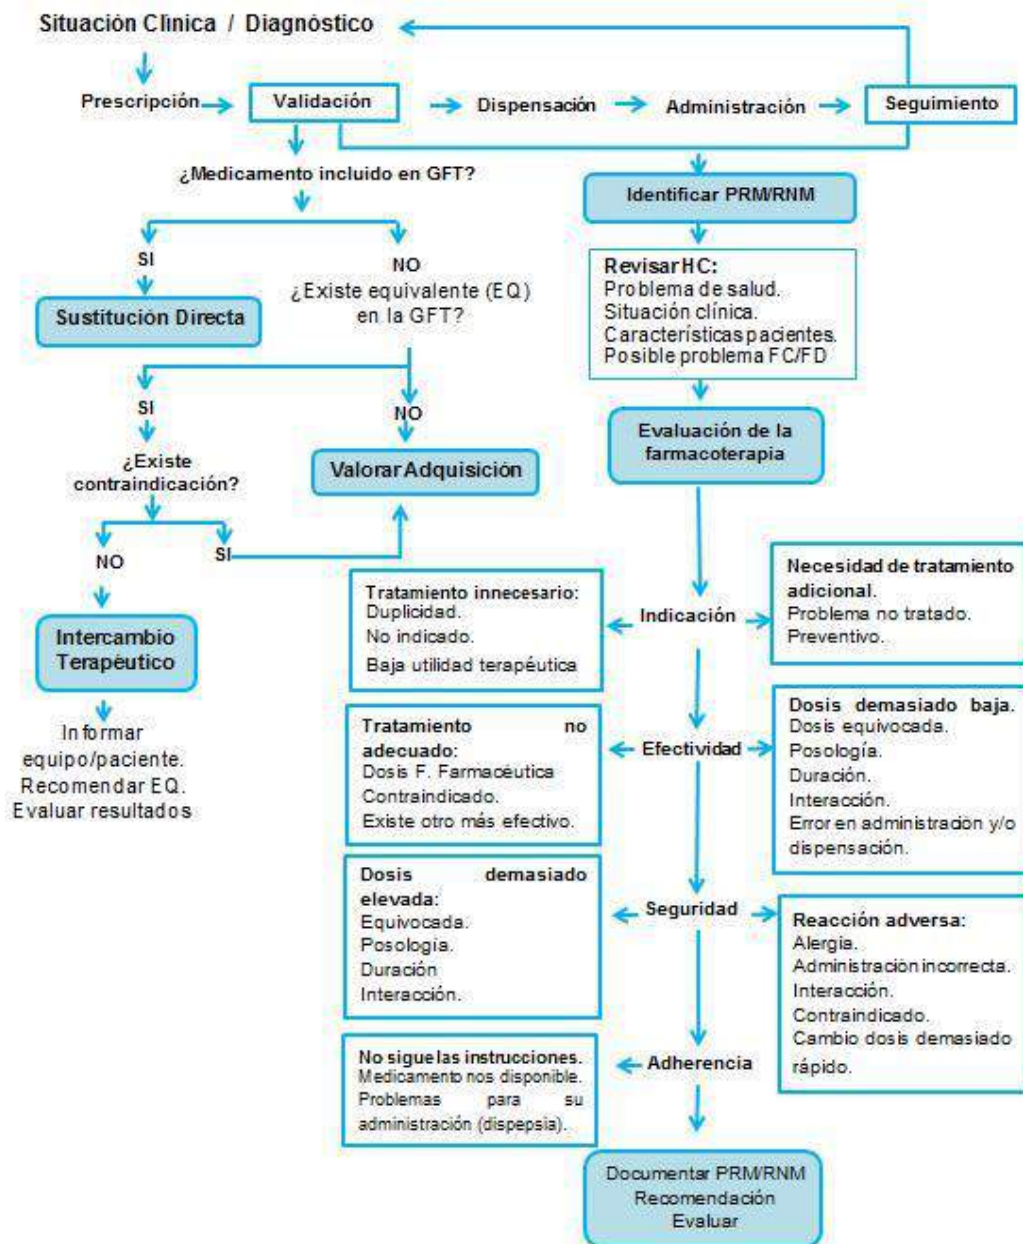 Situación Clínica / Diagnóstico
Prescripción
Validación
Dispensación
Administración
Seguimiento
¿Medicamento incluido en GFT?
SI
Sustitución Directa
NO
¿Existe equivalente (EQ)
en la GFT?
SI
NO
¿Existe
contraindicación?
Valorar Adquisición
NO
SI
Intercambio
Terapéutico
Informar
equipo/paciente.
Recomendar EQ.
Evaluar resultados
Identificar PRM/RNM
Revisar HC:
Problema de salud.
Situación clínica.
Características pacientes.
Posible problema FC/FD
Evaluación de la
farmacoterapia
Indicación
Tratamiento innecesario:
Duplicidad.
No indicado.
Baja utilidad terapéutica
Necesidad de tratamiento
adicional.
Problema no tratado.
Preventivo.
Efectividad
Tratamiento no
adecuado:
Dosis F. Farmacéutica
Contraindicado.
Existe otro más efectivo.
Dosis demasiado baja.
Dosis equivocada.
Posología.
Duración.
Interacción.
Error en administración y/o
dispensación.
Seguridad
Dosis demasiado
elevada:
Equivocada.
Posología.
Duración
Interacción.
Reacción adversa:
Alergia.
Administración incorrecta.
Interacción.
Contraindicado.
Cambio dosis demasiado
rápido.
Adherencia
No sigue las instrucciones.
Medicamento nos disponible.
Problemas para su
administración (dispepsia).
Documentar PRM/RNM
Recomendación
Evaluar